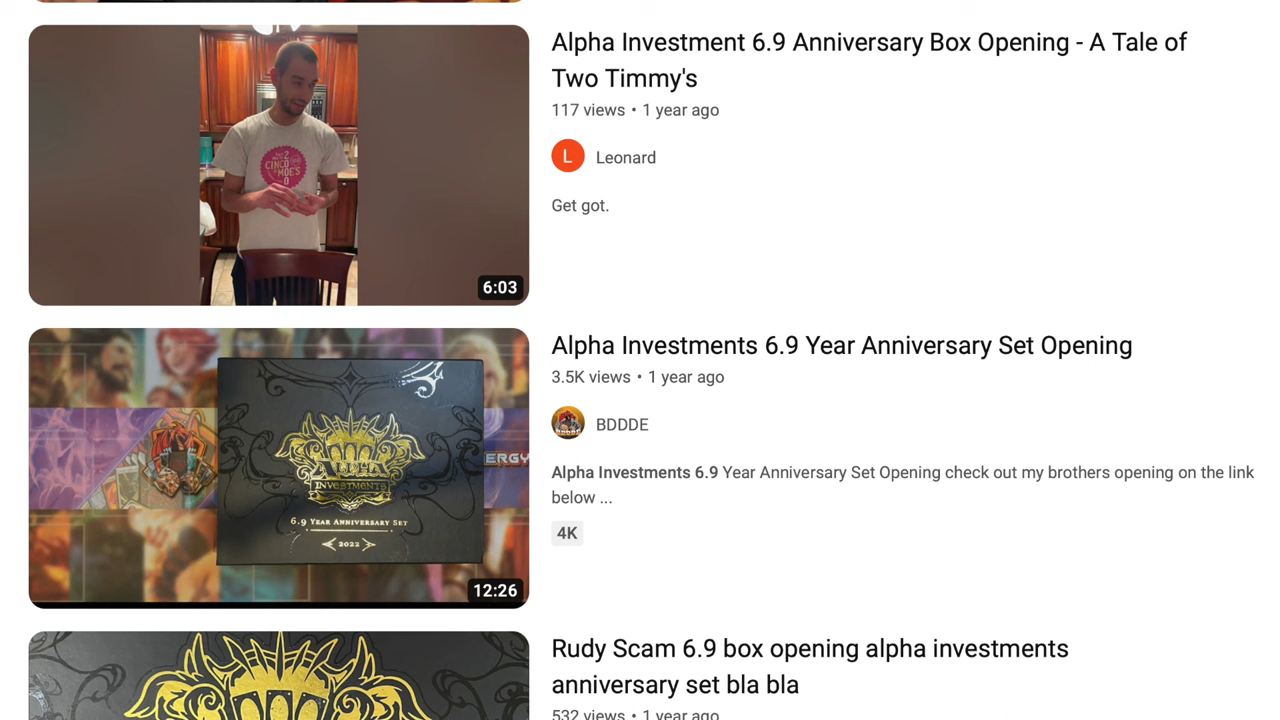 Alpha Investment 6.9 Anniversary Box Opening - A Tale of
Two Timmy's
117 views • 1 year ago
L
Leonard
Get got.
CINCO
MOE'S
6:03
Alpha Investments 6.9 Year Anniversary Set Opening
3.5K views • 1 year ago
BDDDE
Alpha Investments 6.9 Year Anniversary Set Opening check out my brothers opening on the link
below ...
4K
ERGY
ALPHA
INVESTMENTS
6.9 YEAR ANNIVERSARY SET
2022
12:26
Rudy Scam 6.9 box opening alpha investments
anniversary set bla bla
532 views • 1 year ago